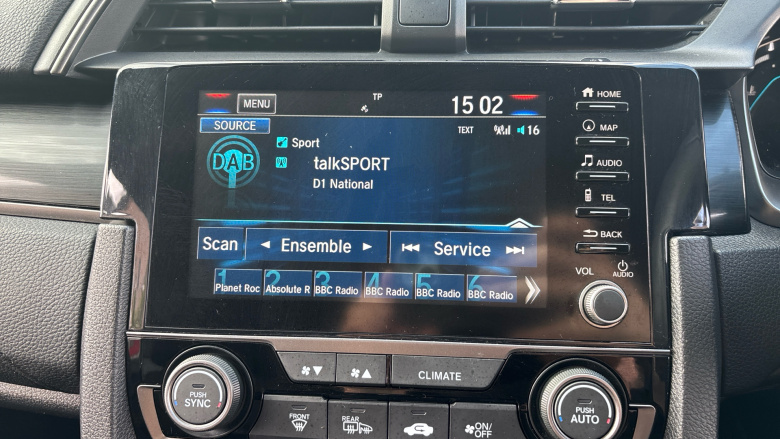 MENU
TP
15 02
SOURCE
TEXT
16
DAB
Sport
talkSPORT
D1 National
Scan
Ensemble
Service
1
Planet Roc
2
Absolute R
3
BBC Radio
4
BBC Radio
5
BBC Radio
6
BBC Radio
HOME
MAP
AUDIO
TEL
BACK
VOL
AUDIO
CLIMATE
PUSH
SYNC
FRONT
REAR
ON/
OFF
PUSH
AUTO